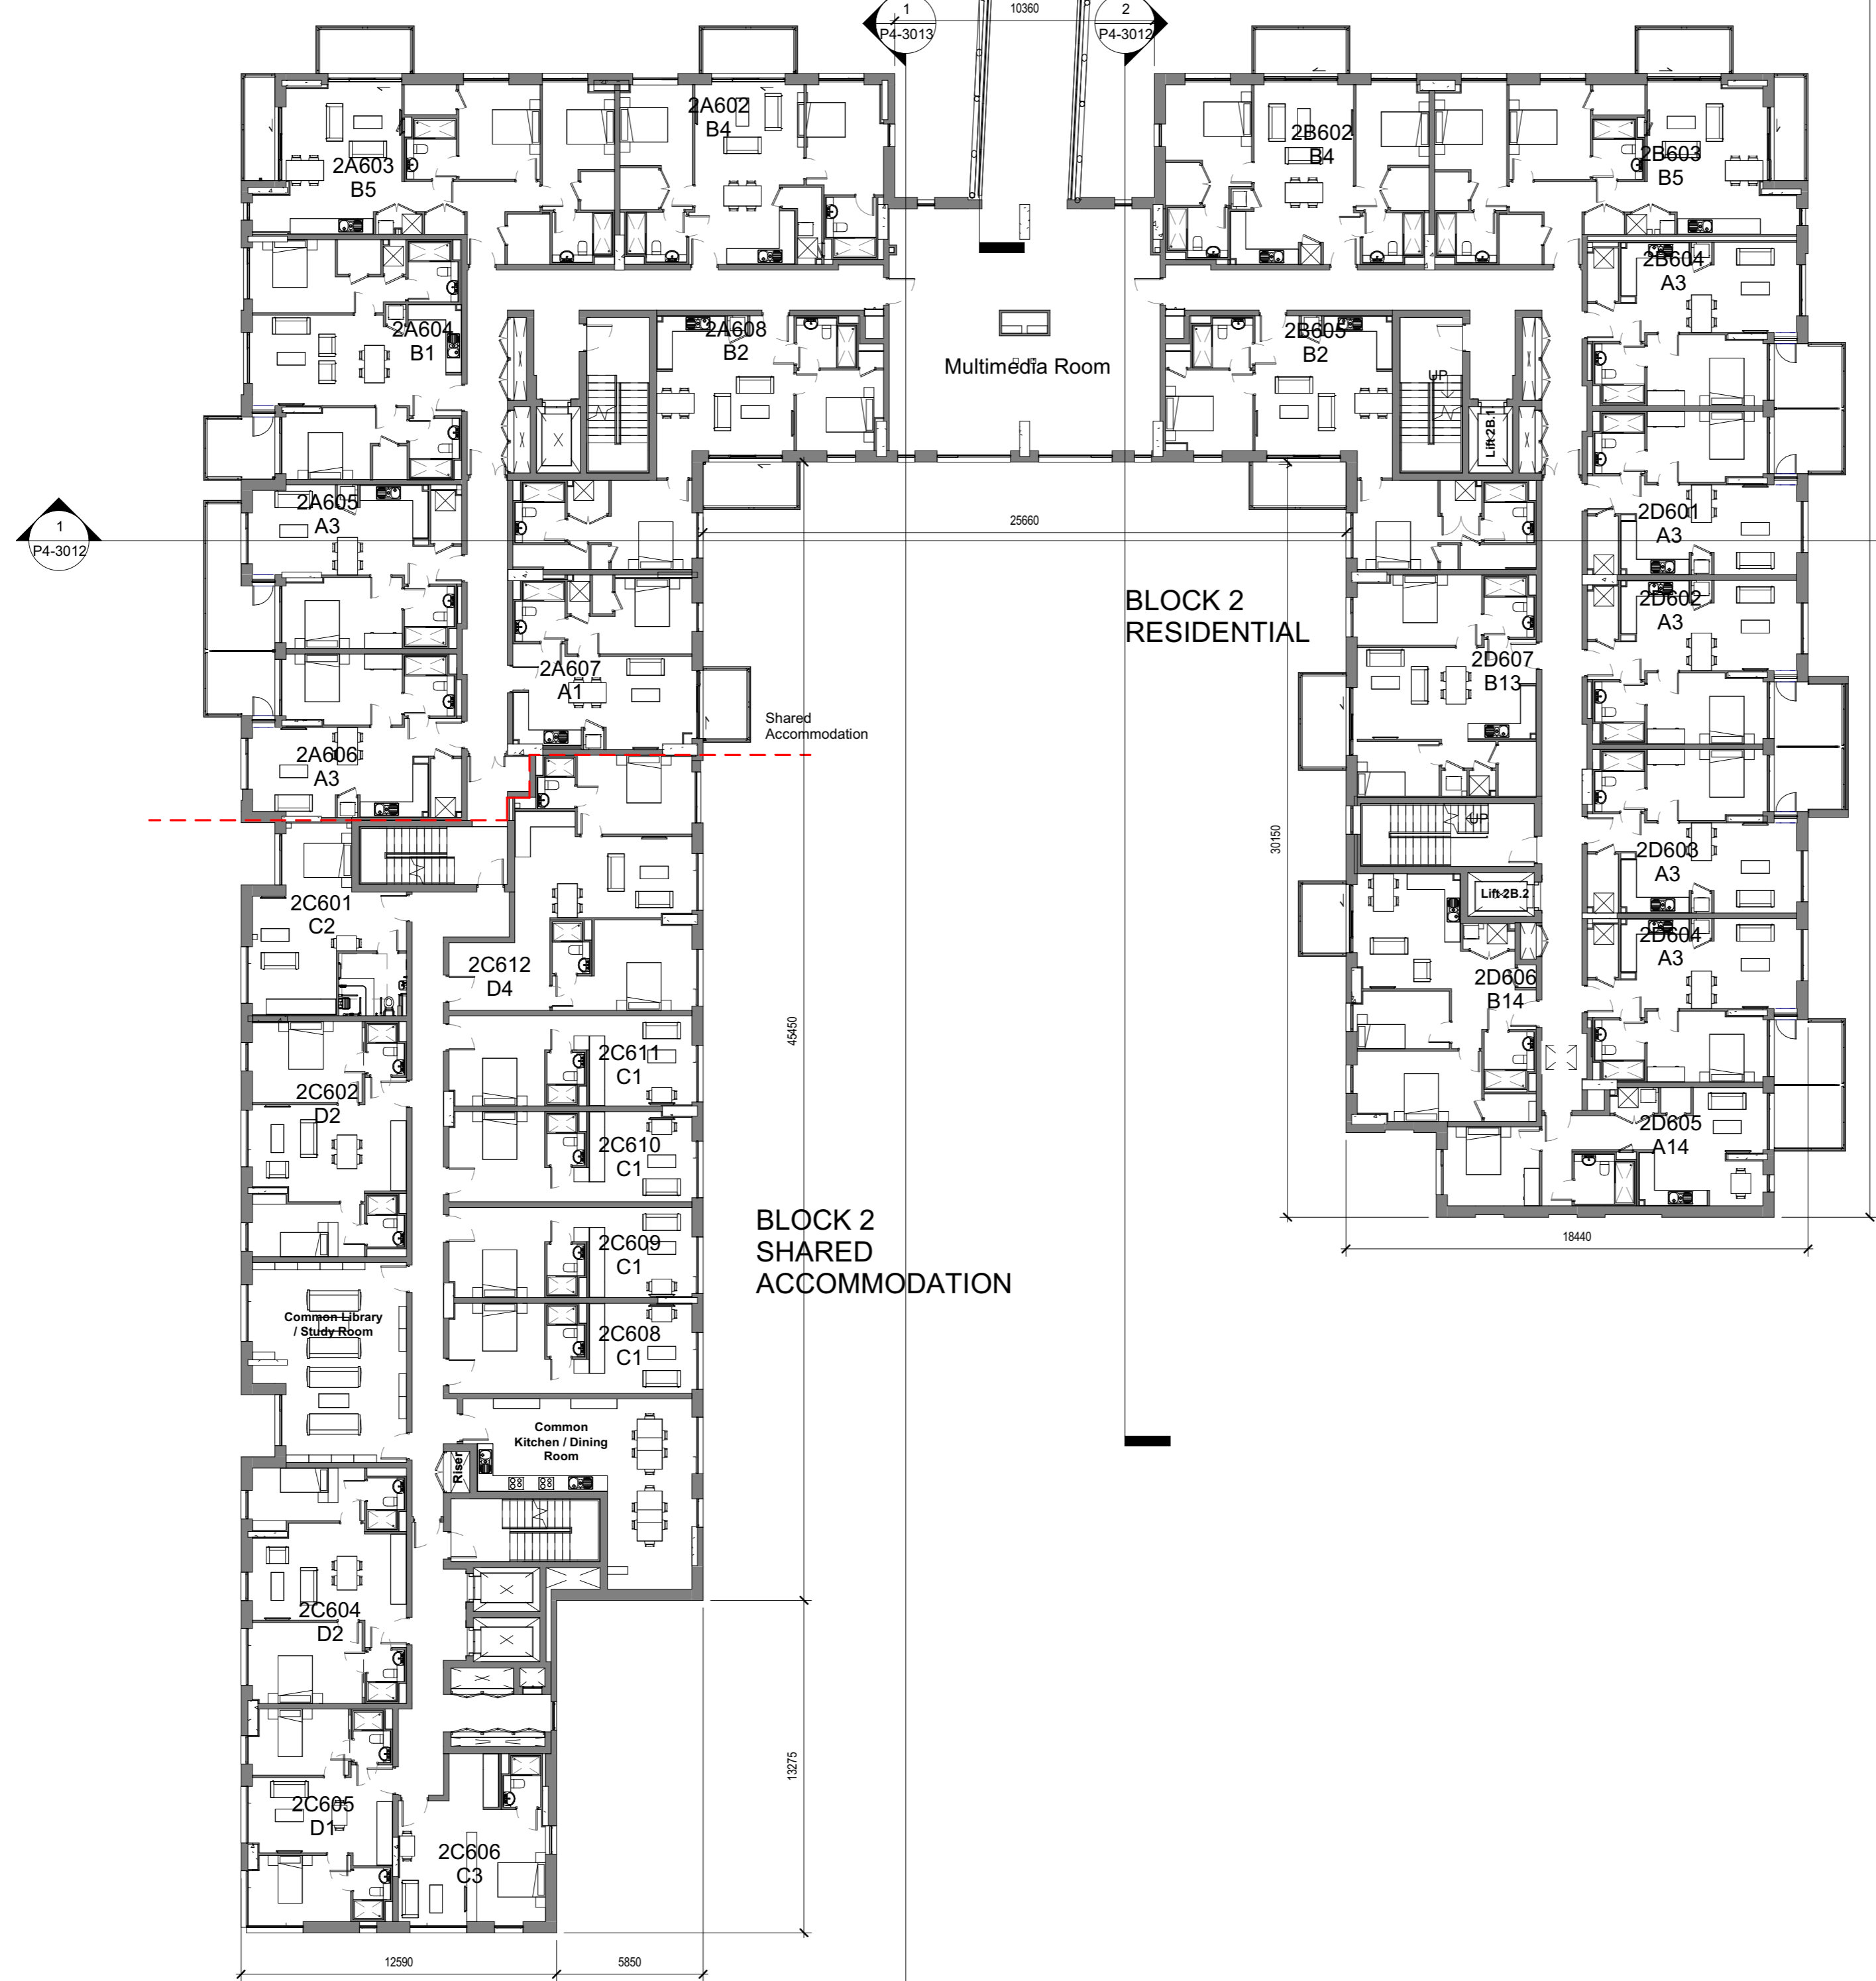 10360
1
P4-3013
2
P4-3012
2A602
B4
2B602
B4
2A603
B5
2B603
B5
2B604
A3
2A604
B1
2A608
B2
2B605
B2
Multimedia Room
UP
Lift 2B.1
2A605
A3
2D601
A3
1
P4-3012
25660
BLOCK 2
RESIDENTIAL
2D602
A3
2A607
A1
2D607
B13
Shared
Accommodation
2A606
A3
UP
30150
2D603
A3
2C601
C2
Lift-2B.2
2C612
D4
2D604
A3
2D606
B14
45450
2C611
C1
2C602
D2
2C610
C1
2D605
A14
BLOCK 2
SHARED
ACCOMMODATION
2C609
C1
18440
Common Library
/ Study Room
2C608
C1
Common
Kitchen / Dining
Room
Riser
2C604
D2
13275
2C605
D1
2C606
C3
12590
5850